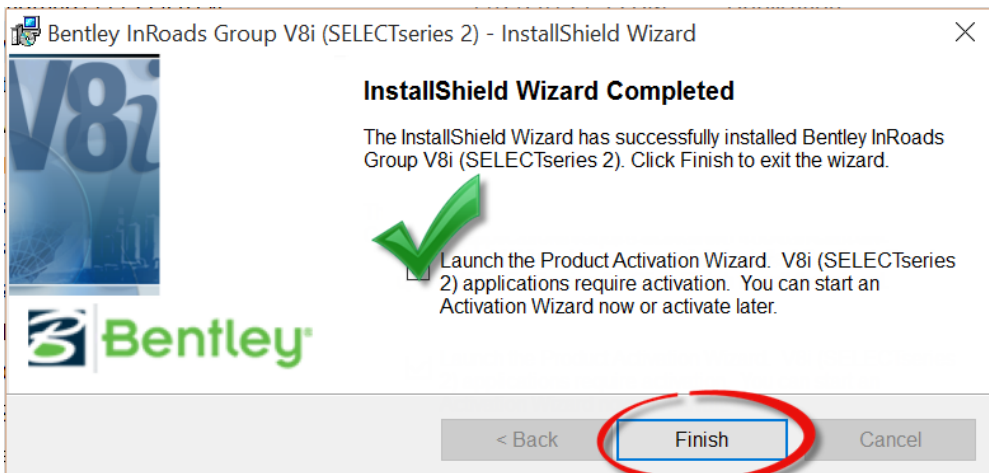 Bentley InRoads Group V8i (SELECTseries 2) - InstallShield Wizard
V8i
InstallShield Wizard Completed
The InstallShield Wizard has successfully installed Bentley InRoads
Group V8i (SELECTseries 2). Click Finish to exit the wizard.
Launch the Product Activation Wizard. V8i (SELECTseries
2) applications require activation. You can start an
Activation Wizard now or activate later.
B Bentley
< Back Finish Cancel